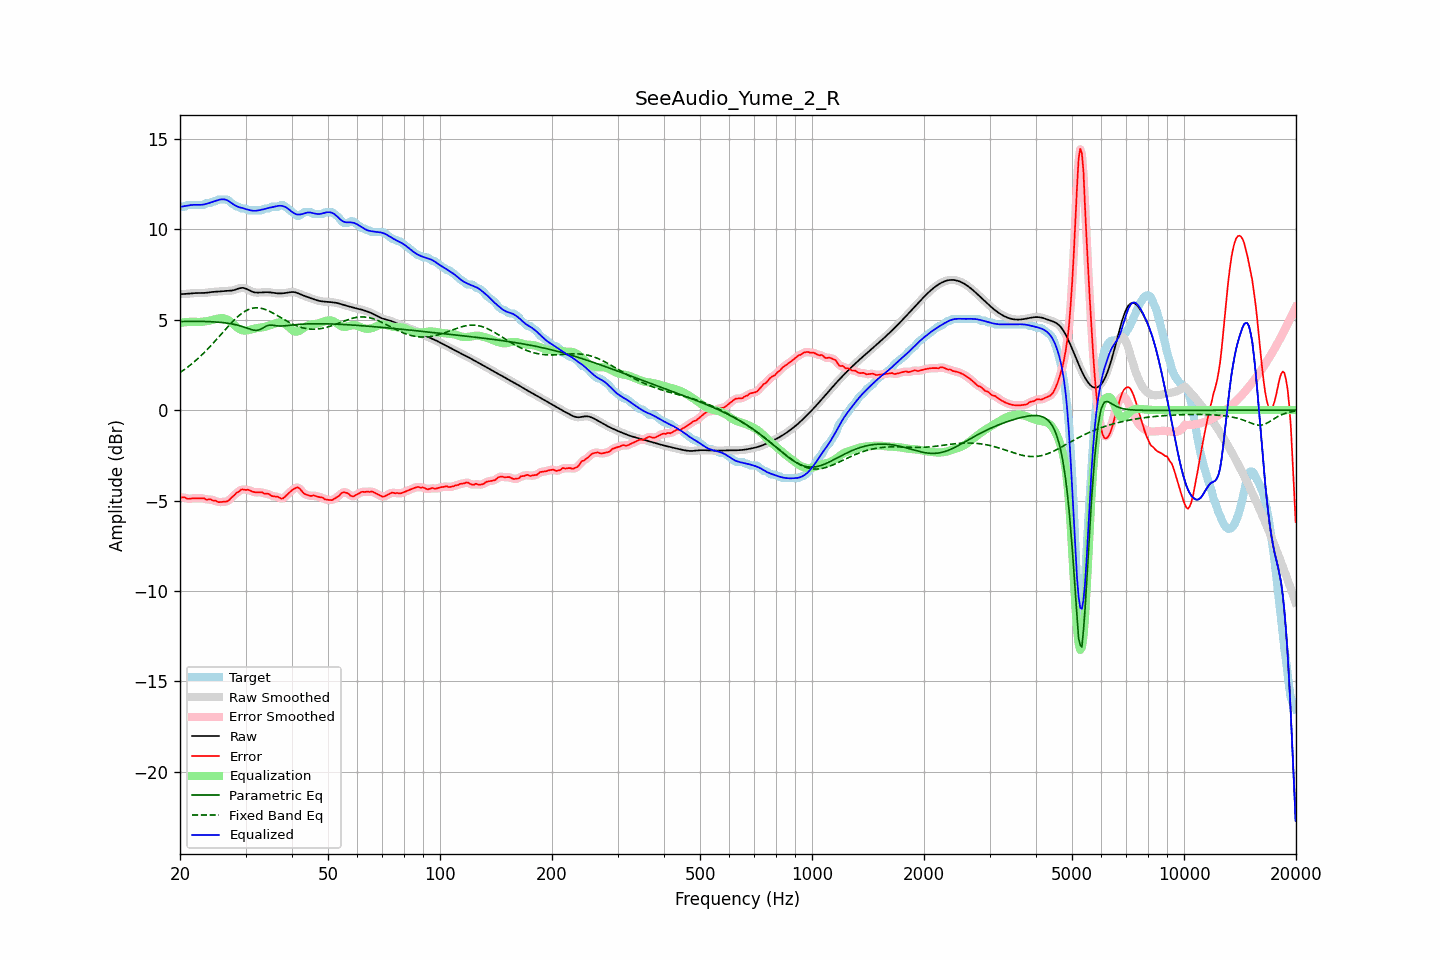 SeeAudio_Yume_2_R
Amplitude (dBr)
15
10
5
0
−5
−10
−15
−20
Target
Raw Smoothed
Error Smoothed
Raw
Error
Equalization
Parametric Eq
Fixed Band Eq
Equalized
20
50
100
200
500
1000
2000
5000
10000
20000
Frequency (Hz)